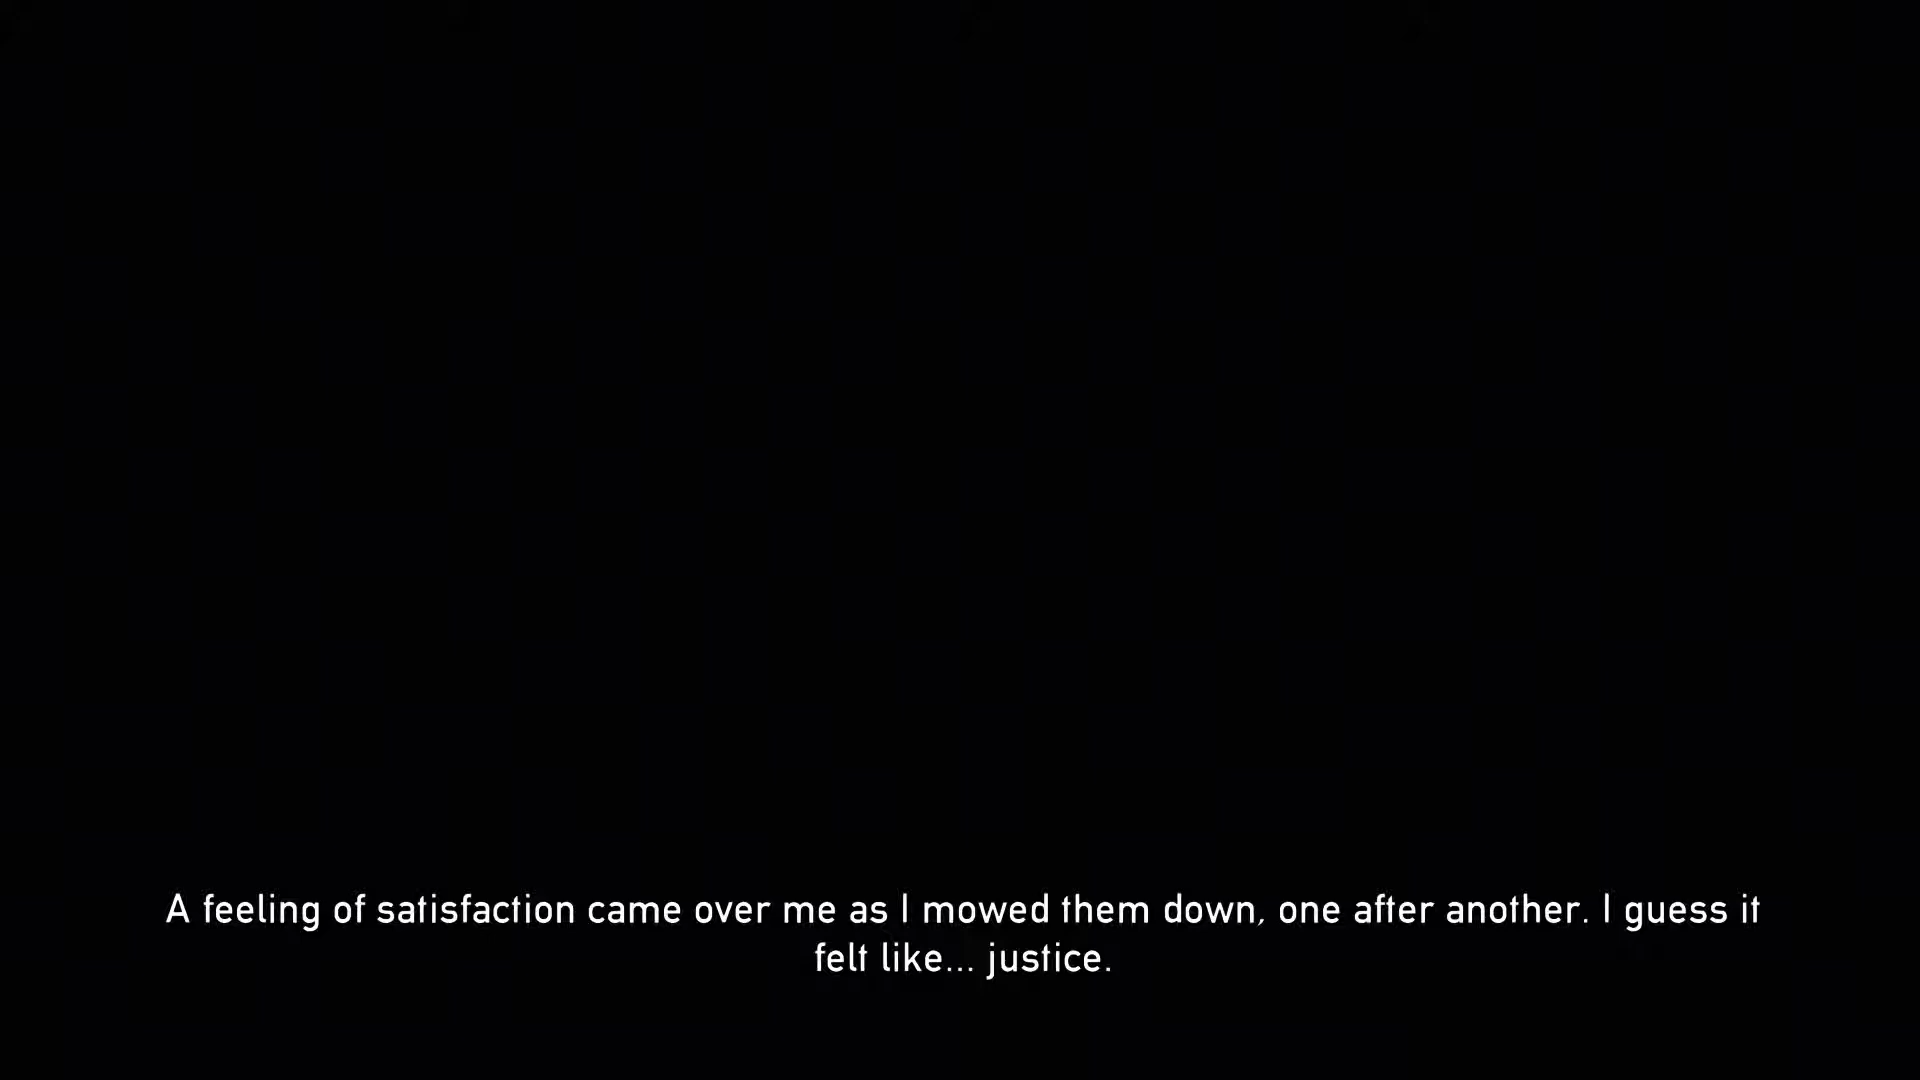 A feeling of satisfaction came over me as I mowed them down, one after another. I guess it
felt like... justice.